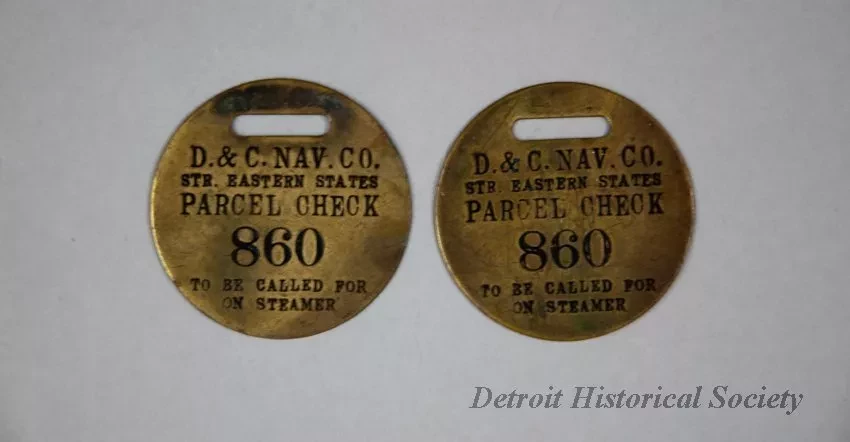 D. & C. NAV. CO.
STR. EASTERN STATES
PARCEL CHECK
860
TO BE CALLED FOR
ON STEAMER
D. & C. NAV. CO.
STR. EASTERN STATES
PARCEL CHECK
860
TO BE CALLED FOR
ON STEAMER
Detroit Historical Society